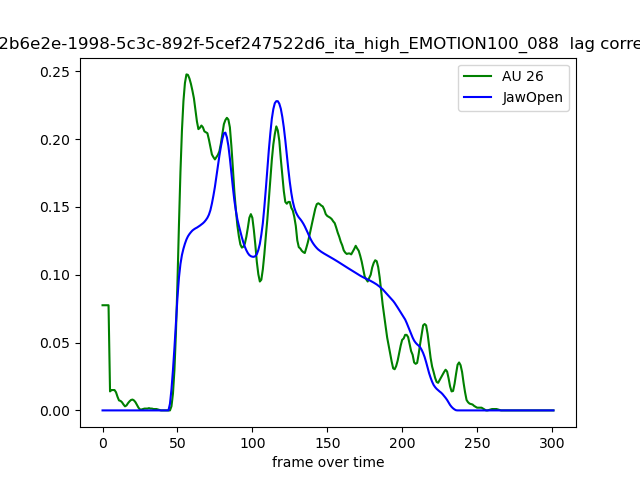 2b6e2e-1998-5c3c-892f-5cef247522d6_ita_high_EMOTION100_088  lag corre
AU 26
JawOpen
0.25
0.20
0.15
0.10
0.05
0.00
0 50 100 150 200 250 300
frame over time